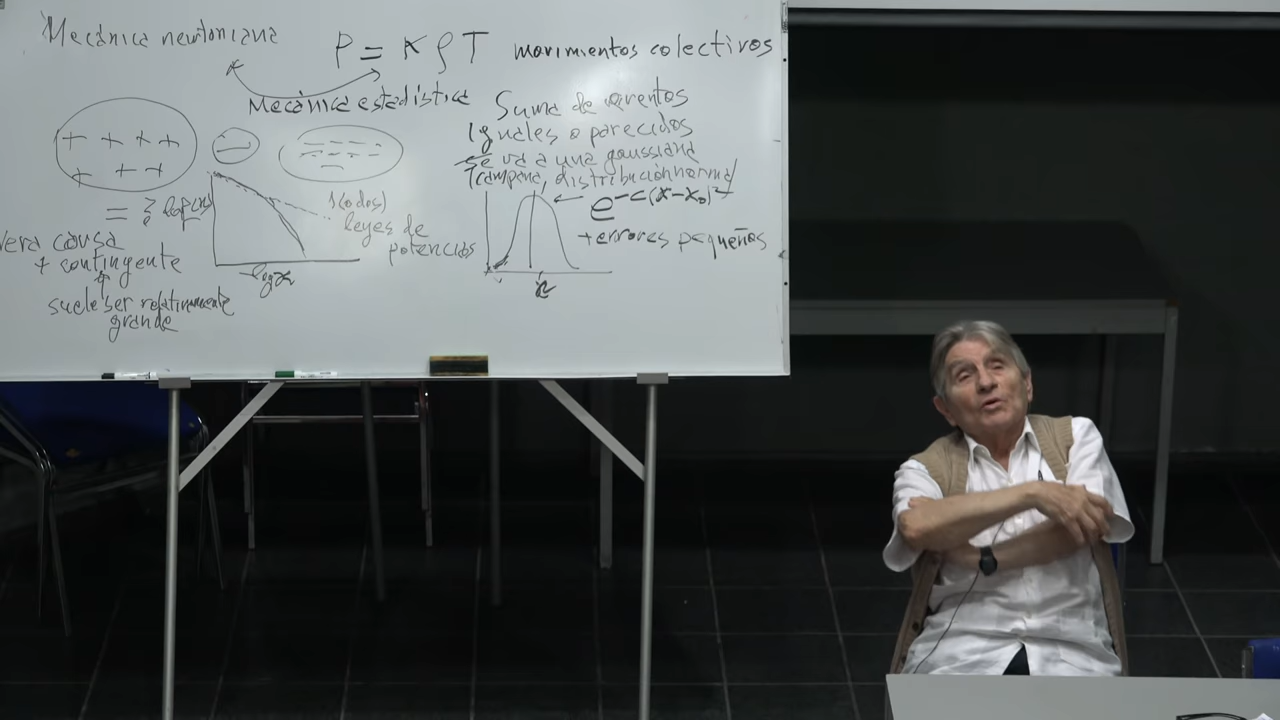 Mecánica newtoniana
P = K ρ T movimientos colectivos
Mecánica estadística
Suma de eventos
iguales o parecidos
se va a una gaussiana
(campana, distribución normal)
+ + + +
+ + +
e^-c(x-x₀)²
+ errores pequeños
x
= ?
log
log x
leyes de
potencias
vera causa
+ contingente
suele ser relativamente
grande